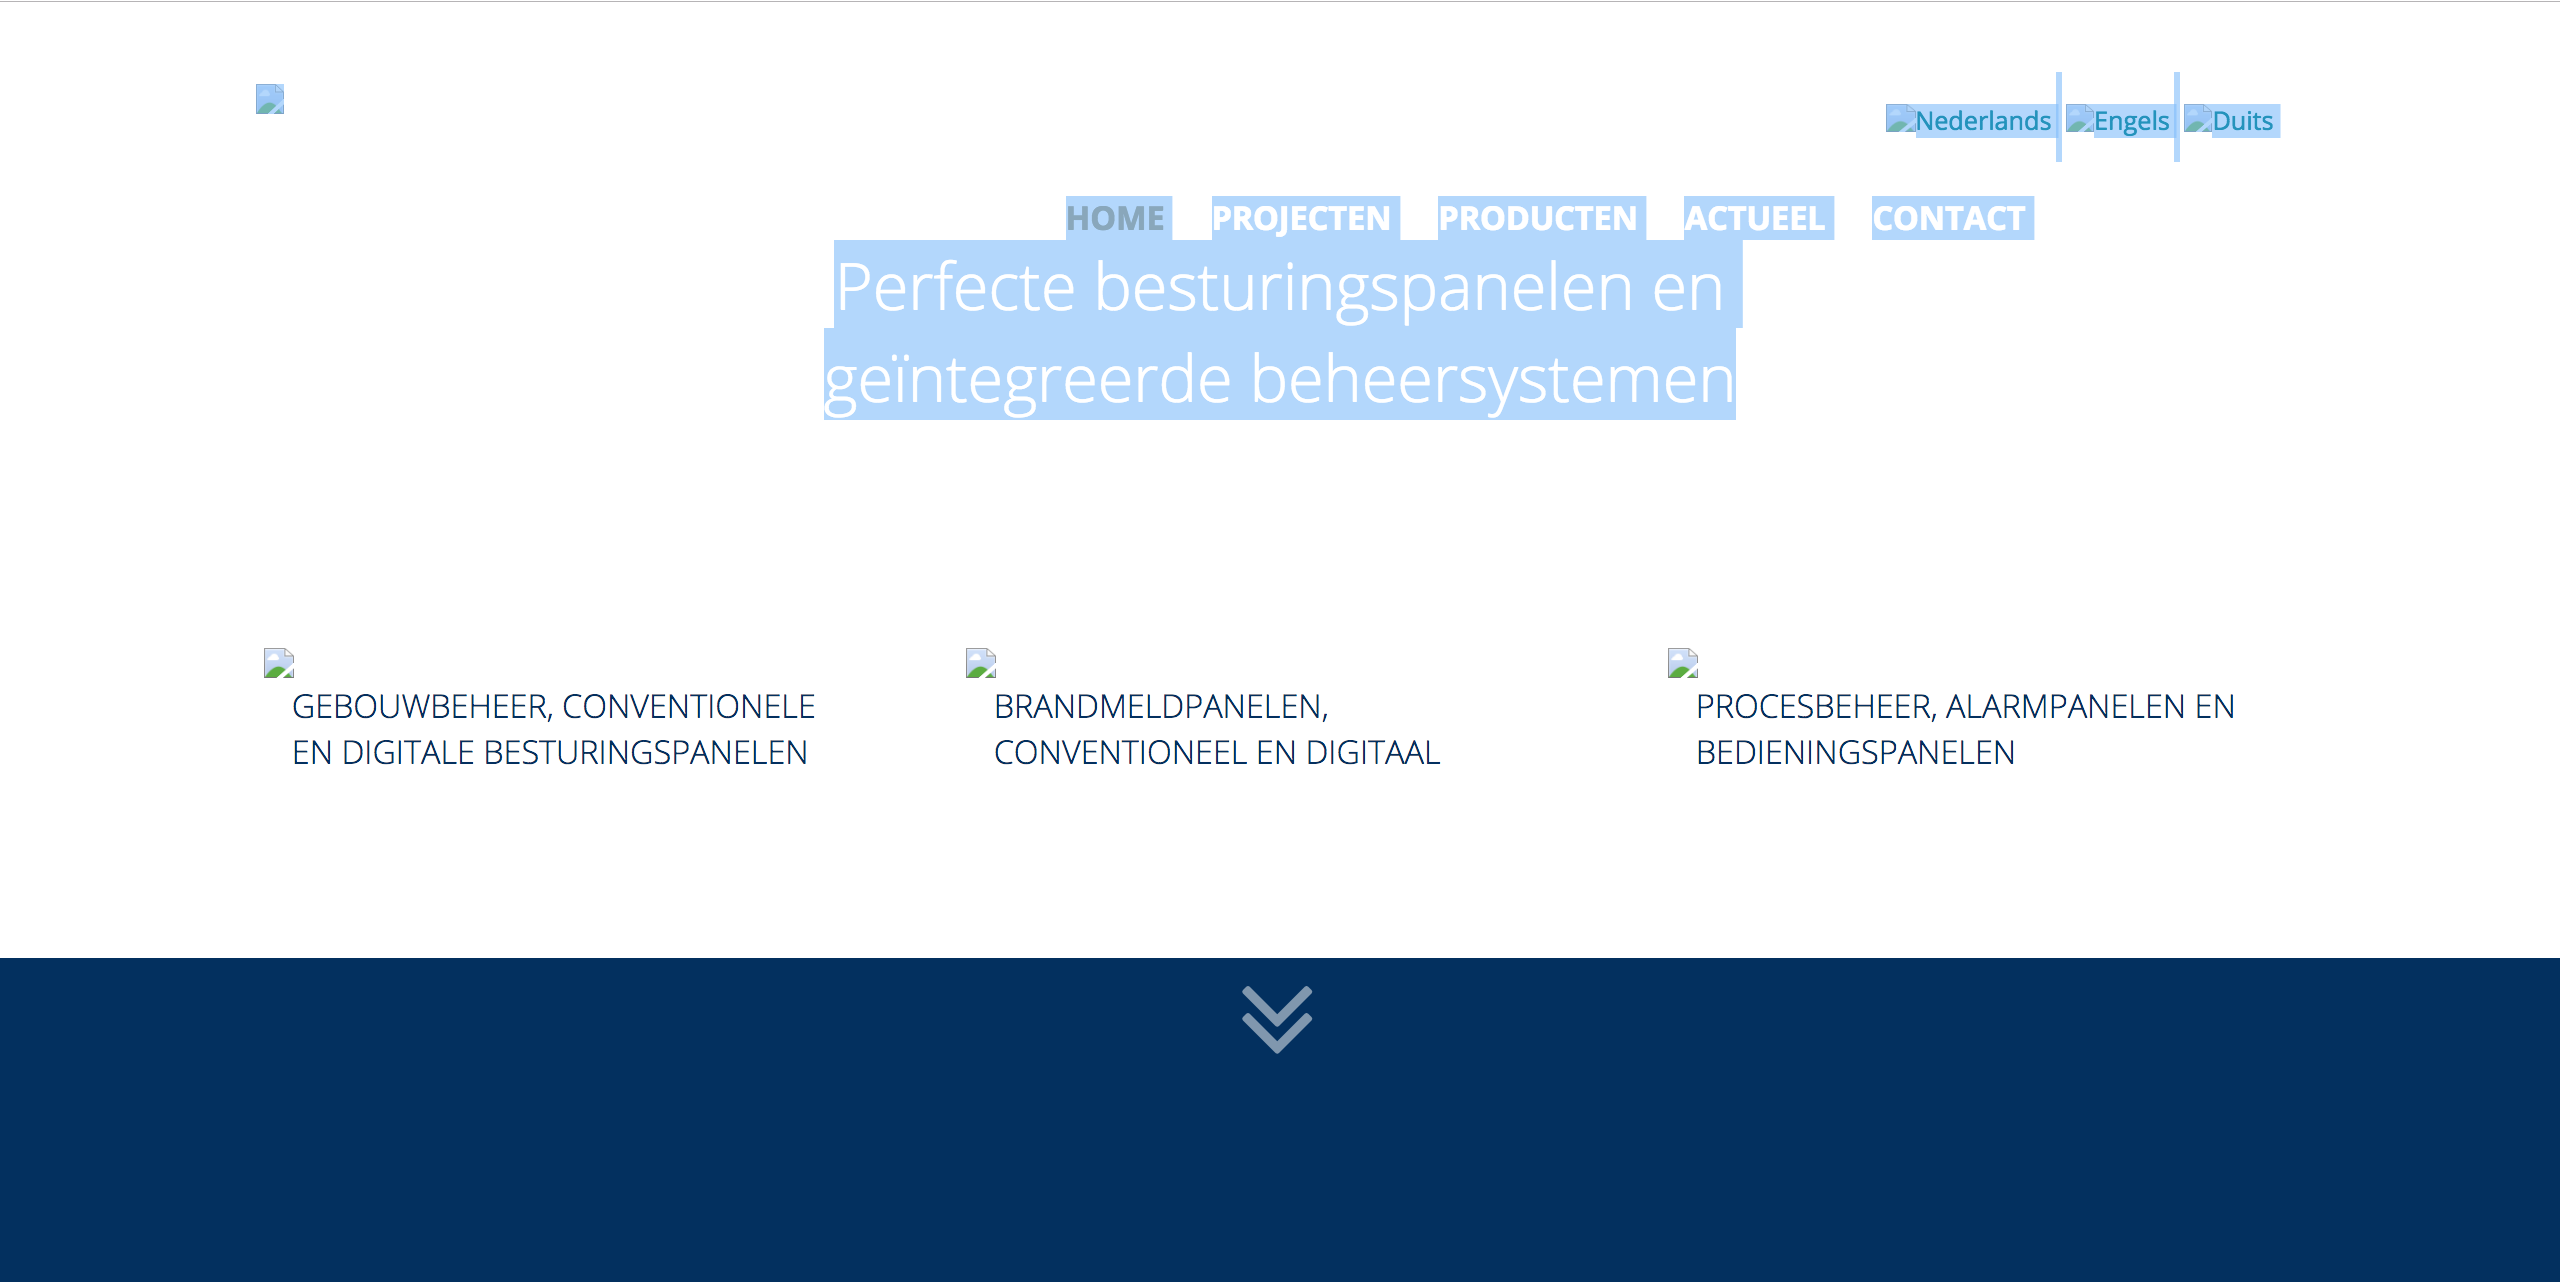 Nederlands Engels Duits
HOME PROJECTEN PRODUCTEN ACTUEEL CONTACT
Perfecte besturingspanelen en
geïntegreerde beheersystemen
GEBOUWBEHEER, CONVENTIONELE
EN DIGITALE BESTURINGSPANELEN
BRANDMELDPANELEN,
CONVENTIONEEL EN DIGITAAL
PROCESBEHEER, ALARMPANELEN EN
BEDIENINGSPANELEN